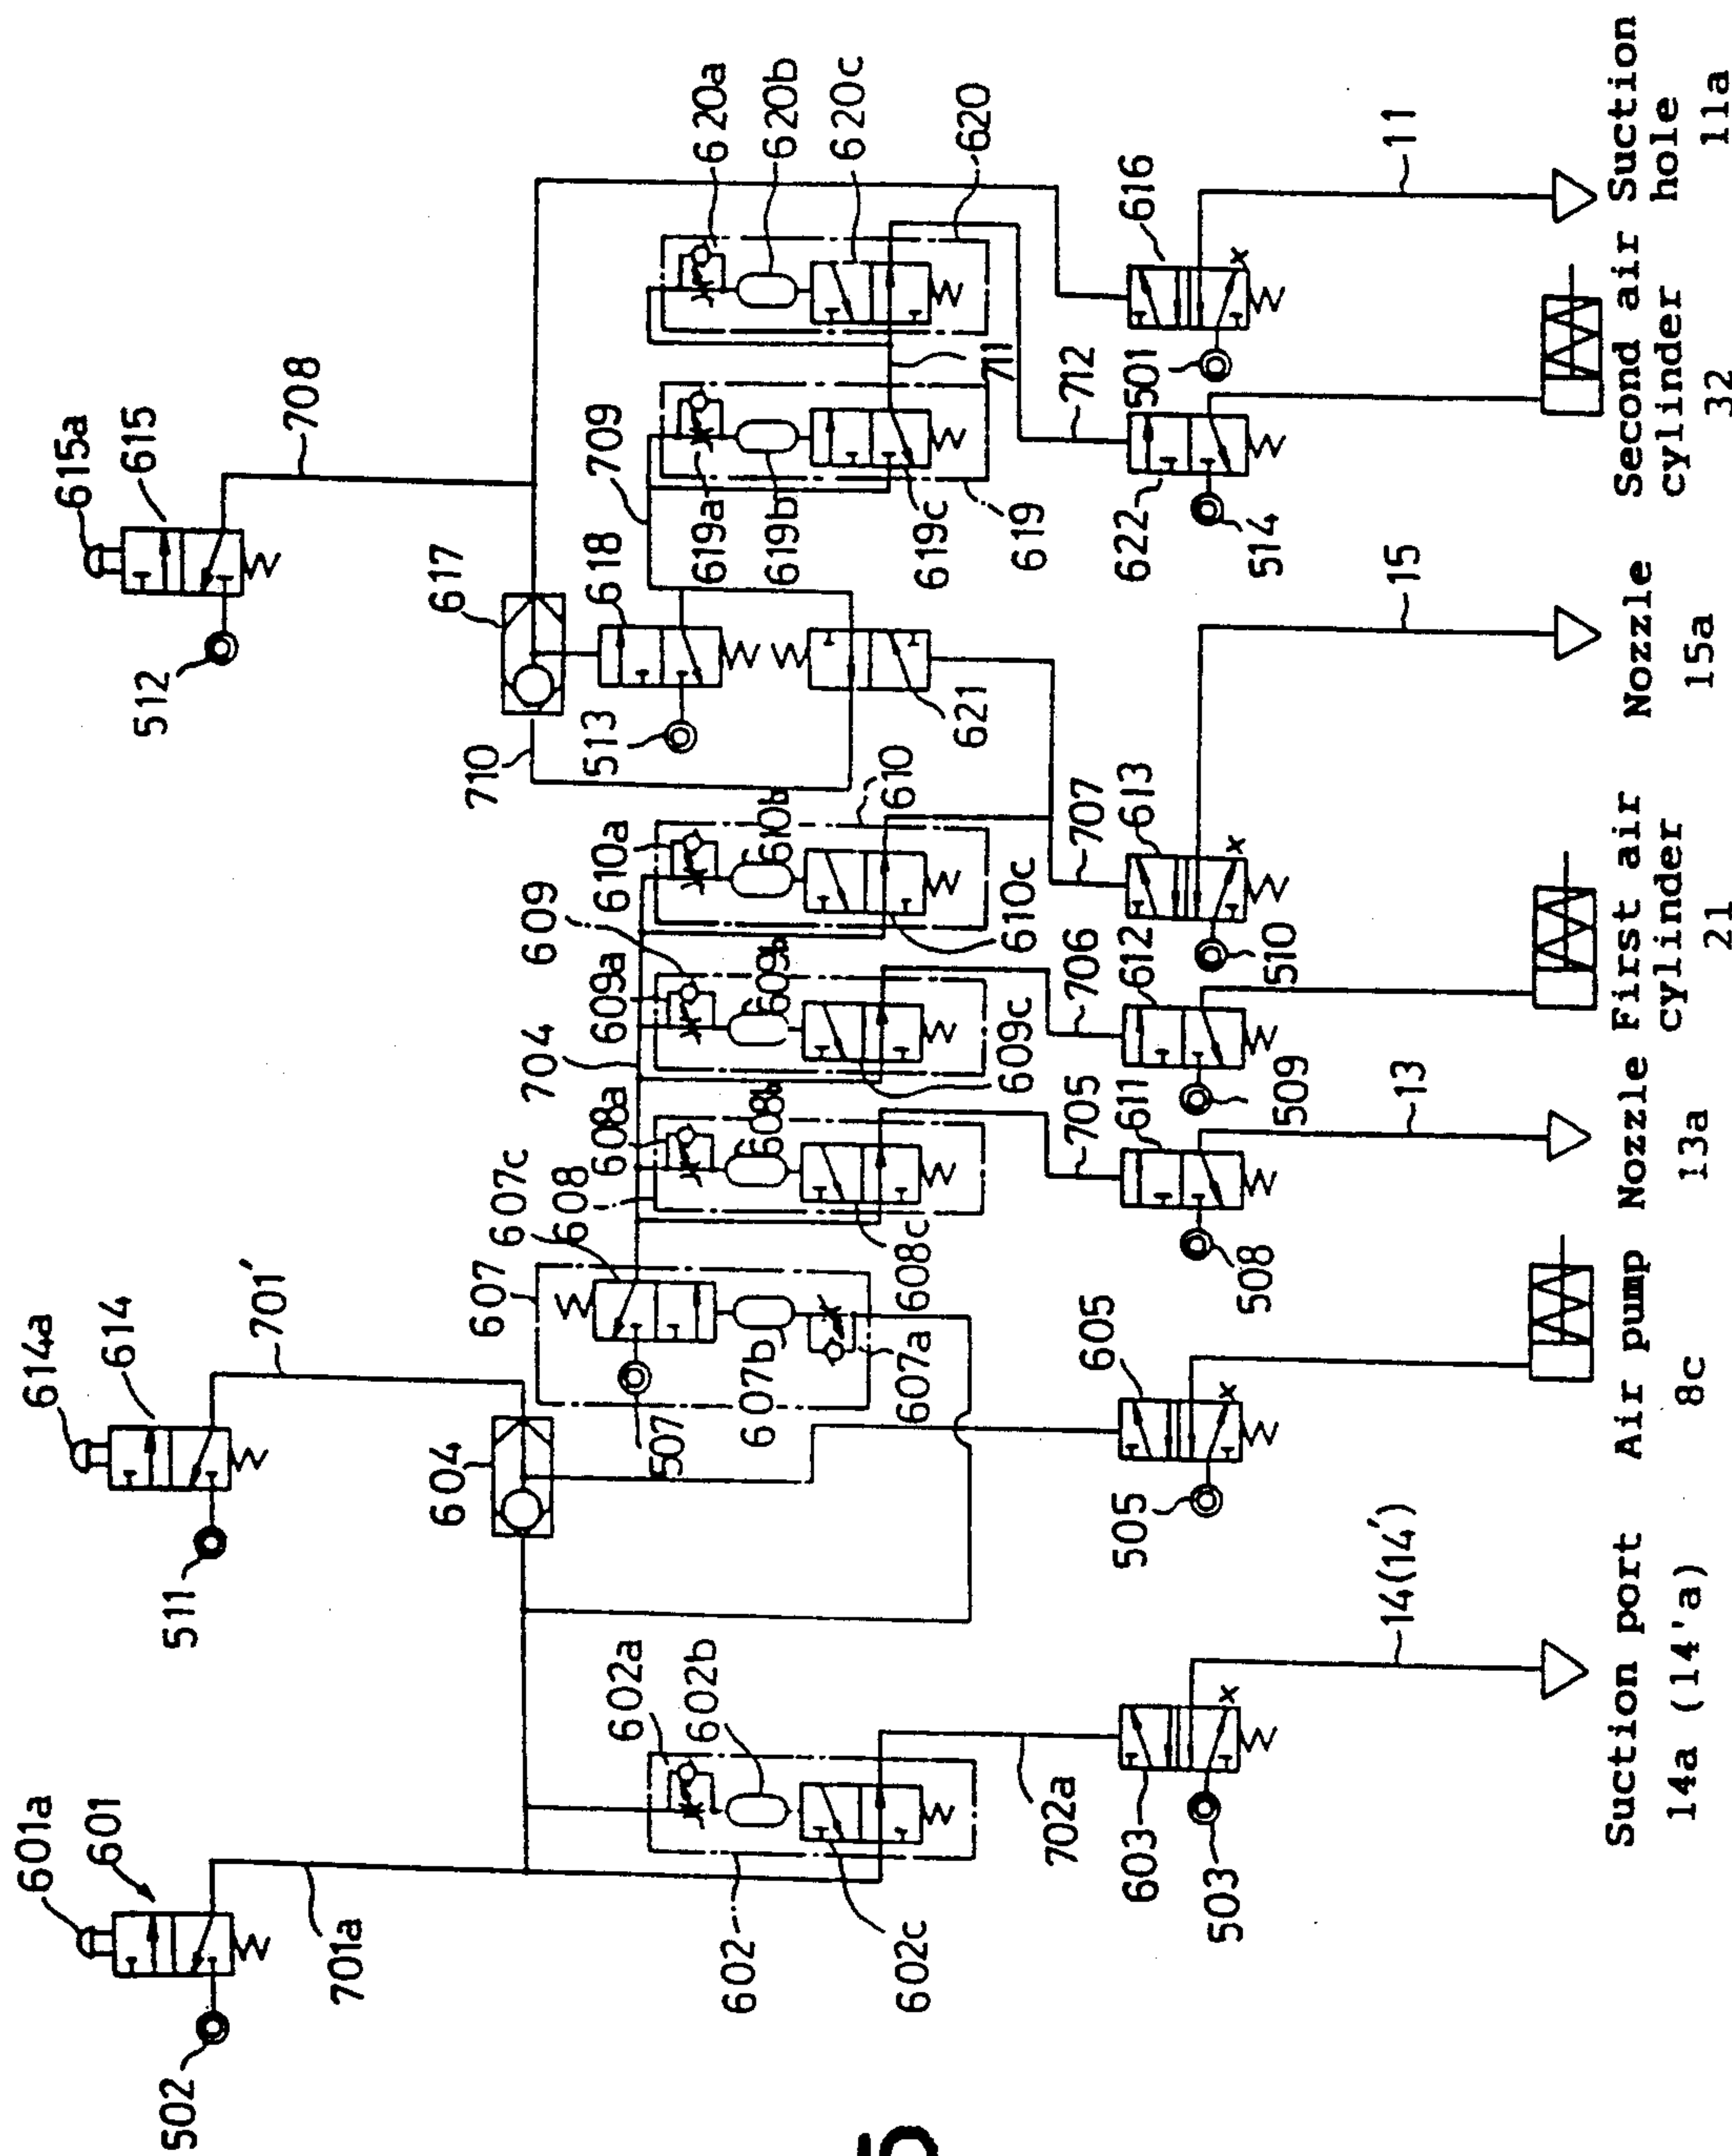 601a
601
502
701a
614a
614
511
701'
604
602a
602b
602
602c
702a
603
503
14(14')
607
607c
507
607b
607a
505
605
608
608a
608b
608c
704
609a
609
609b
609c
610a
610b
610
610c
705
611
508
13
706
612
509
707
613
510
15
615a
615
512
708
617
710
618
513
621
709
619a
619b
619c
619
620a
620b
620c
620
711
712
622
514
501
616
11
Suction port
14a (14'a)
Air pump
8c
Nozzle
13a
First air
cylinder
21
Nozzle
15a
Second air
cylinder
32
Suction
hole
11a
5